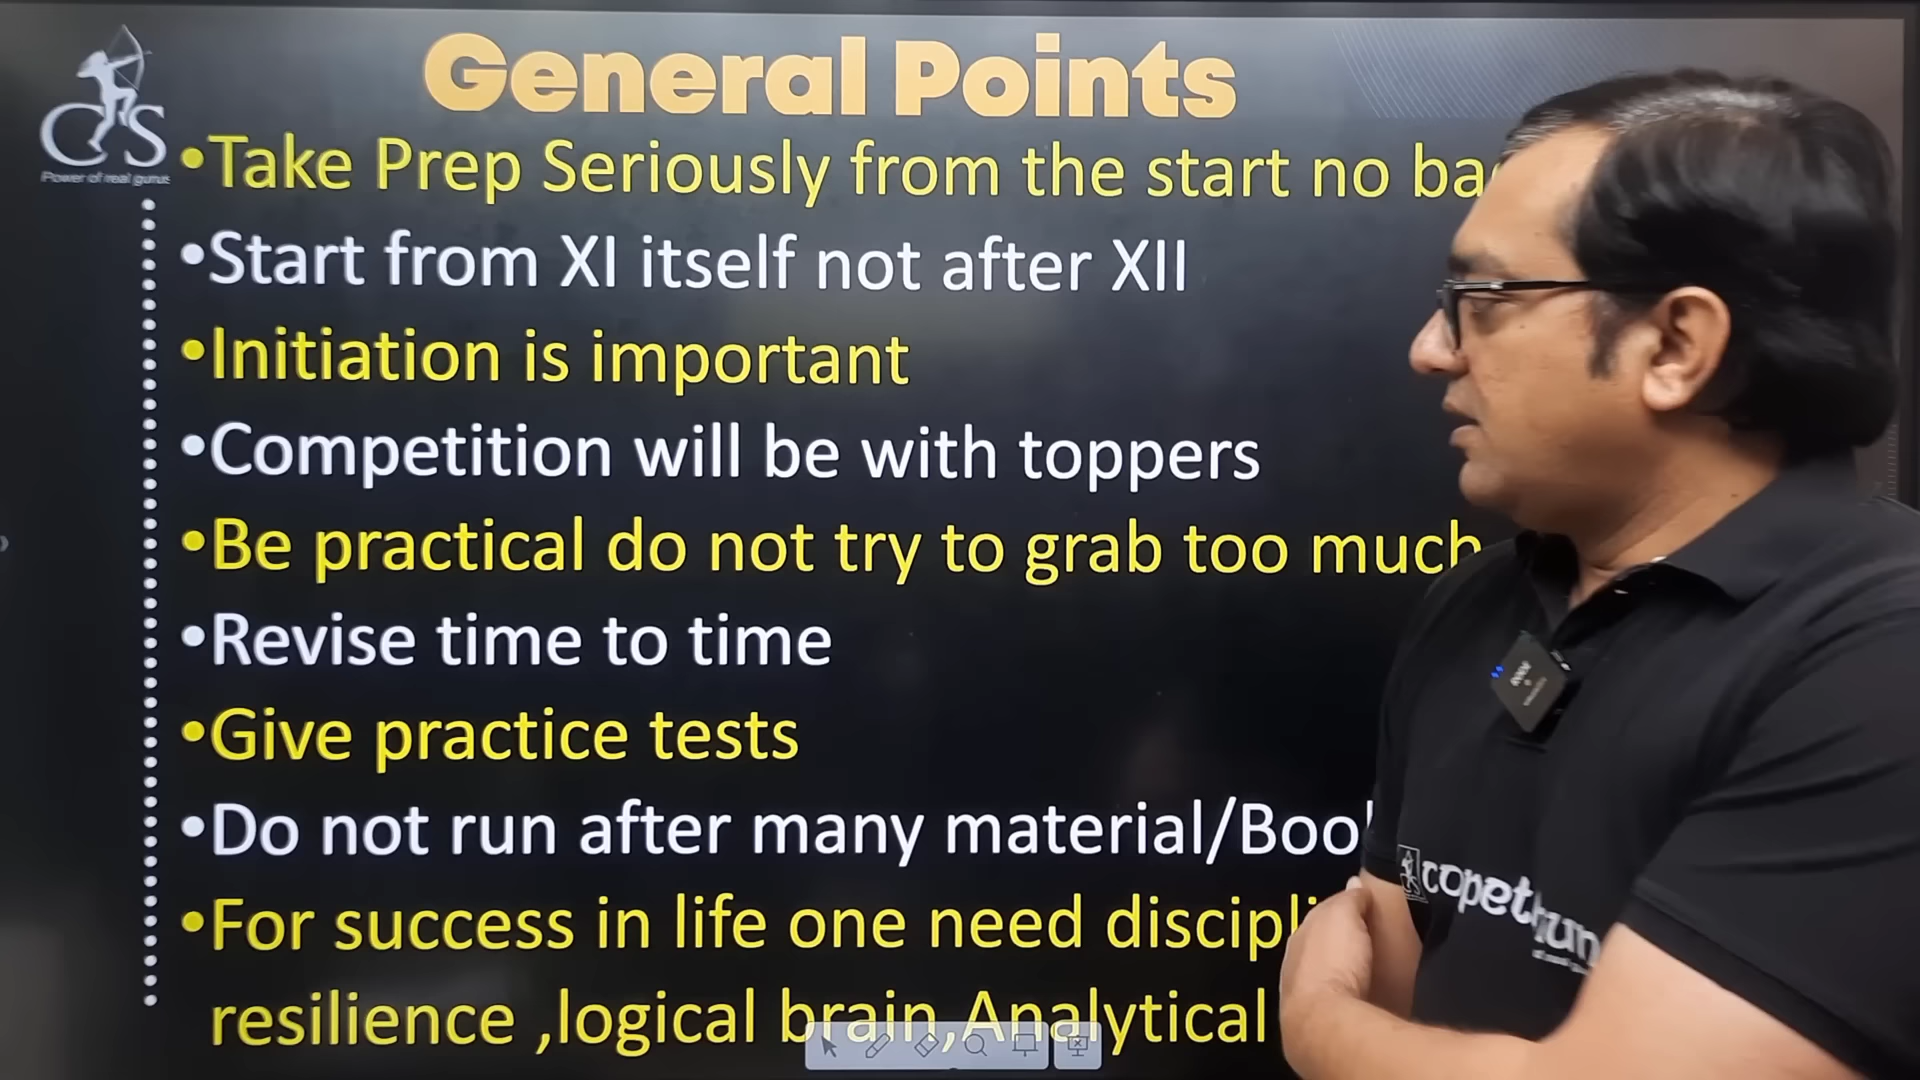 General Points
CS
Power of real gurus
•Take Prep Seriously from the start no
•Start from XI itself not after XII
•Initiation is important
•Competition will be with toppers
•Be practical do not try to grab too much
•Revise time to time
•Give practice tests
•Do not run after many material/
•For success in life one need
resilience ,logical brain,Analytical
RODE